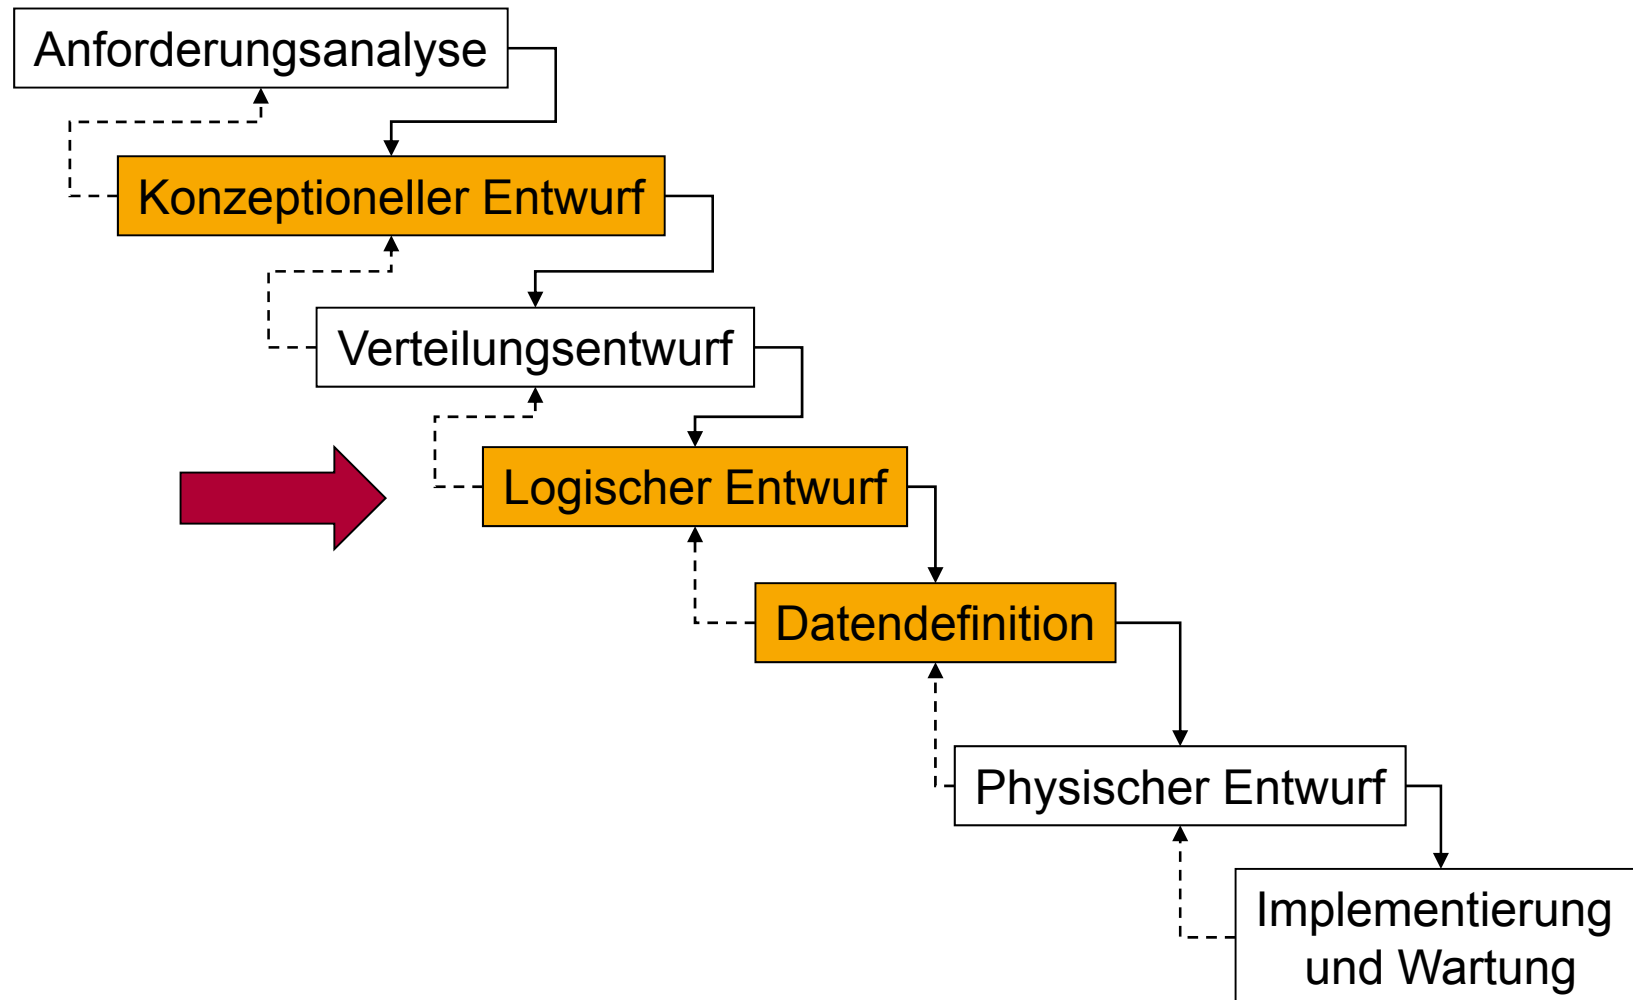 Anforderungsanalyse
Konzeptioneller Entwurf
Verteilungsentwurf
Logischer Entwurf
Datendefinition
Physischer Entwurf
Implementierung
und Wartung